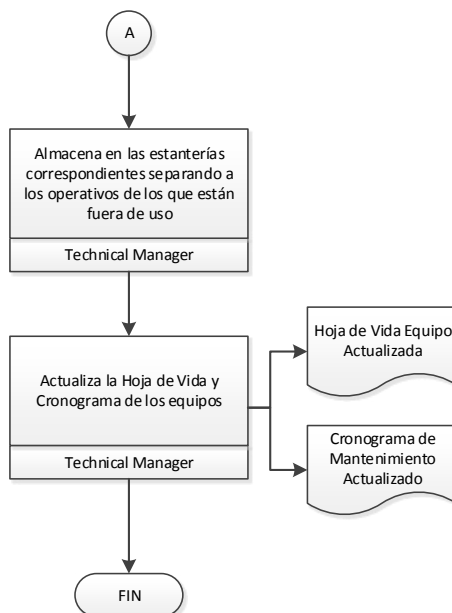 A
Almacena en las estanterías
correspondientes separando a
los operativos de los que están
fuera de uso
Technical Manager
Actualiza la Hoja de Vida y
Cronograma de los equipos
Technical Manager
Hoja de Vida Equipo
Actualizada
Cronograma de
Mantenimiento
Actualizado
FIN